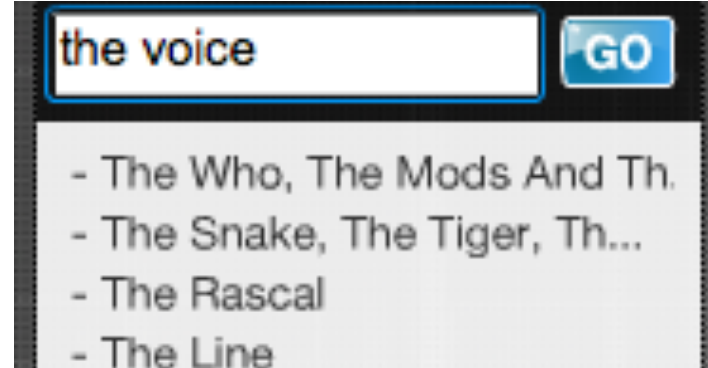 the voice
GO
- The Who, The Mods And Th.
- The Snake, The Tiger, Th...
- The Rascal
- The Line